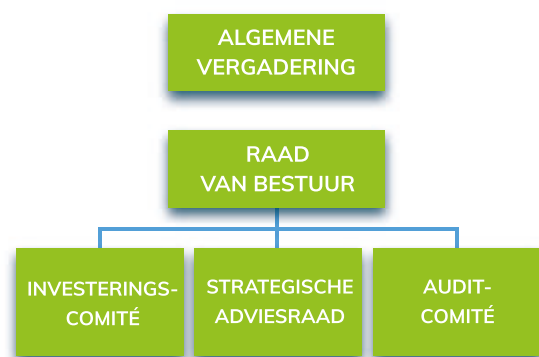 ALGEMENE
VERGADERING
RAAD
VAN BESTUUR
INVESTERINGS-
COMITÉ
STRATEGISCHE
ADVIESRAAD
AUDIT-
COMITÉ